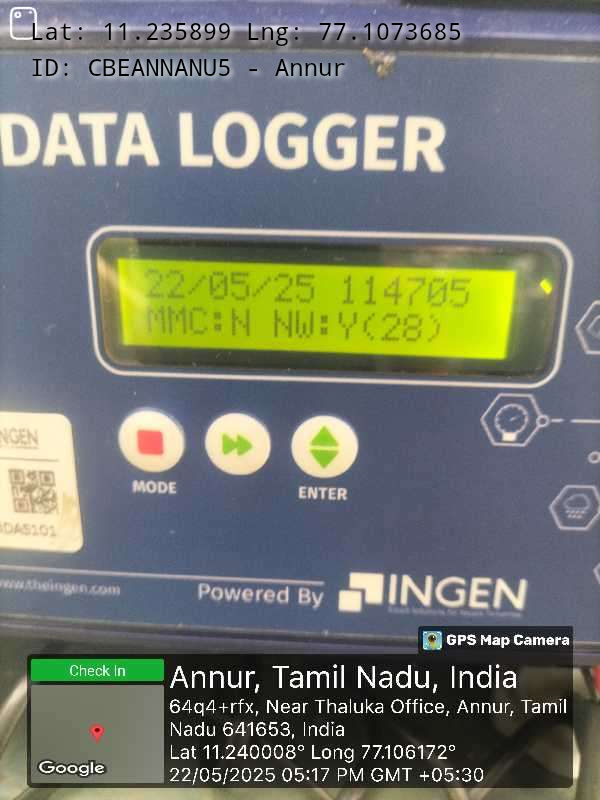 Lat: 11.235899 Lng: 77.1073685
ID: CBEANNANU5 - Annur
DATA LOGGER
22/05/25 114705
MMC:N NW:Y(28)
NGEN
DA5101
MODE
ENTER
www.theingen.com
Powered By INGEN
GPS Map Camera
Check In
Annur, Tamil Nadu, India
64q4+rfx, Near Thaluka Office, Annur, Tamil
Nadu 641653, India
Lat 11.240008° Long 77.106172°
22/05/2025 05:17 PM GMT +05:30
Google